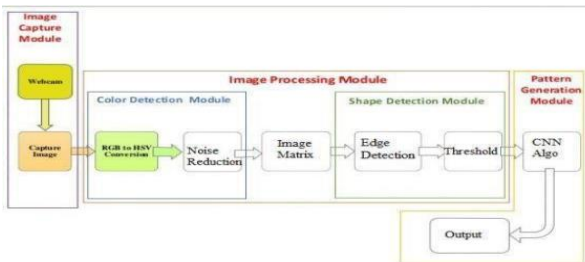 Image
Capture
Module
Webcam
Capture
Image
Image Processing Module
Color Detection Module
RGB to HSV
Conversion
Noise
Reduction
Image
Matrix
Shape Detection Module
Edge
Detection
Threshold
Pattern
Generation
Module
CNN
Algo
Output